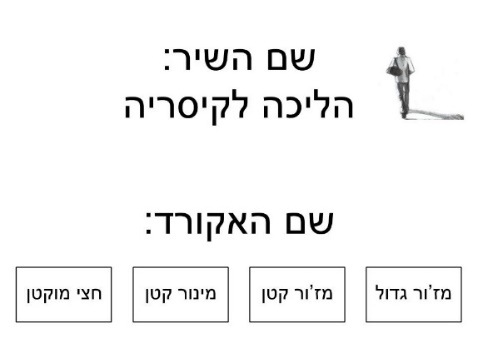 שם השיר:
הליכה לקיסריה
שם האקורד:
מז'ור גדול
מז'ור קטן
מינור קטן
חצי מוקטן